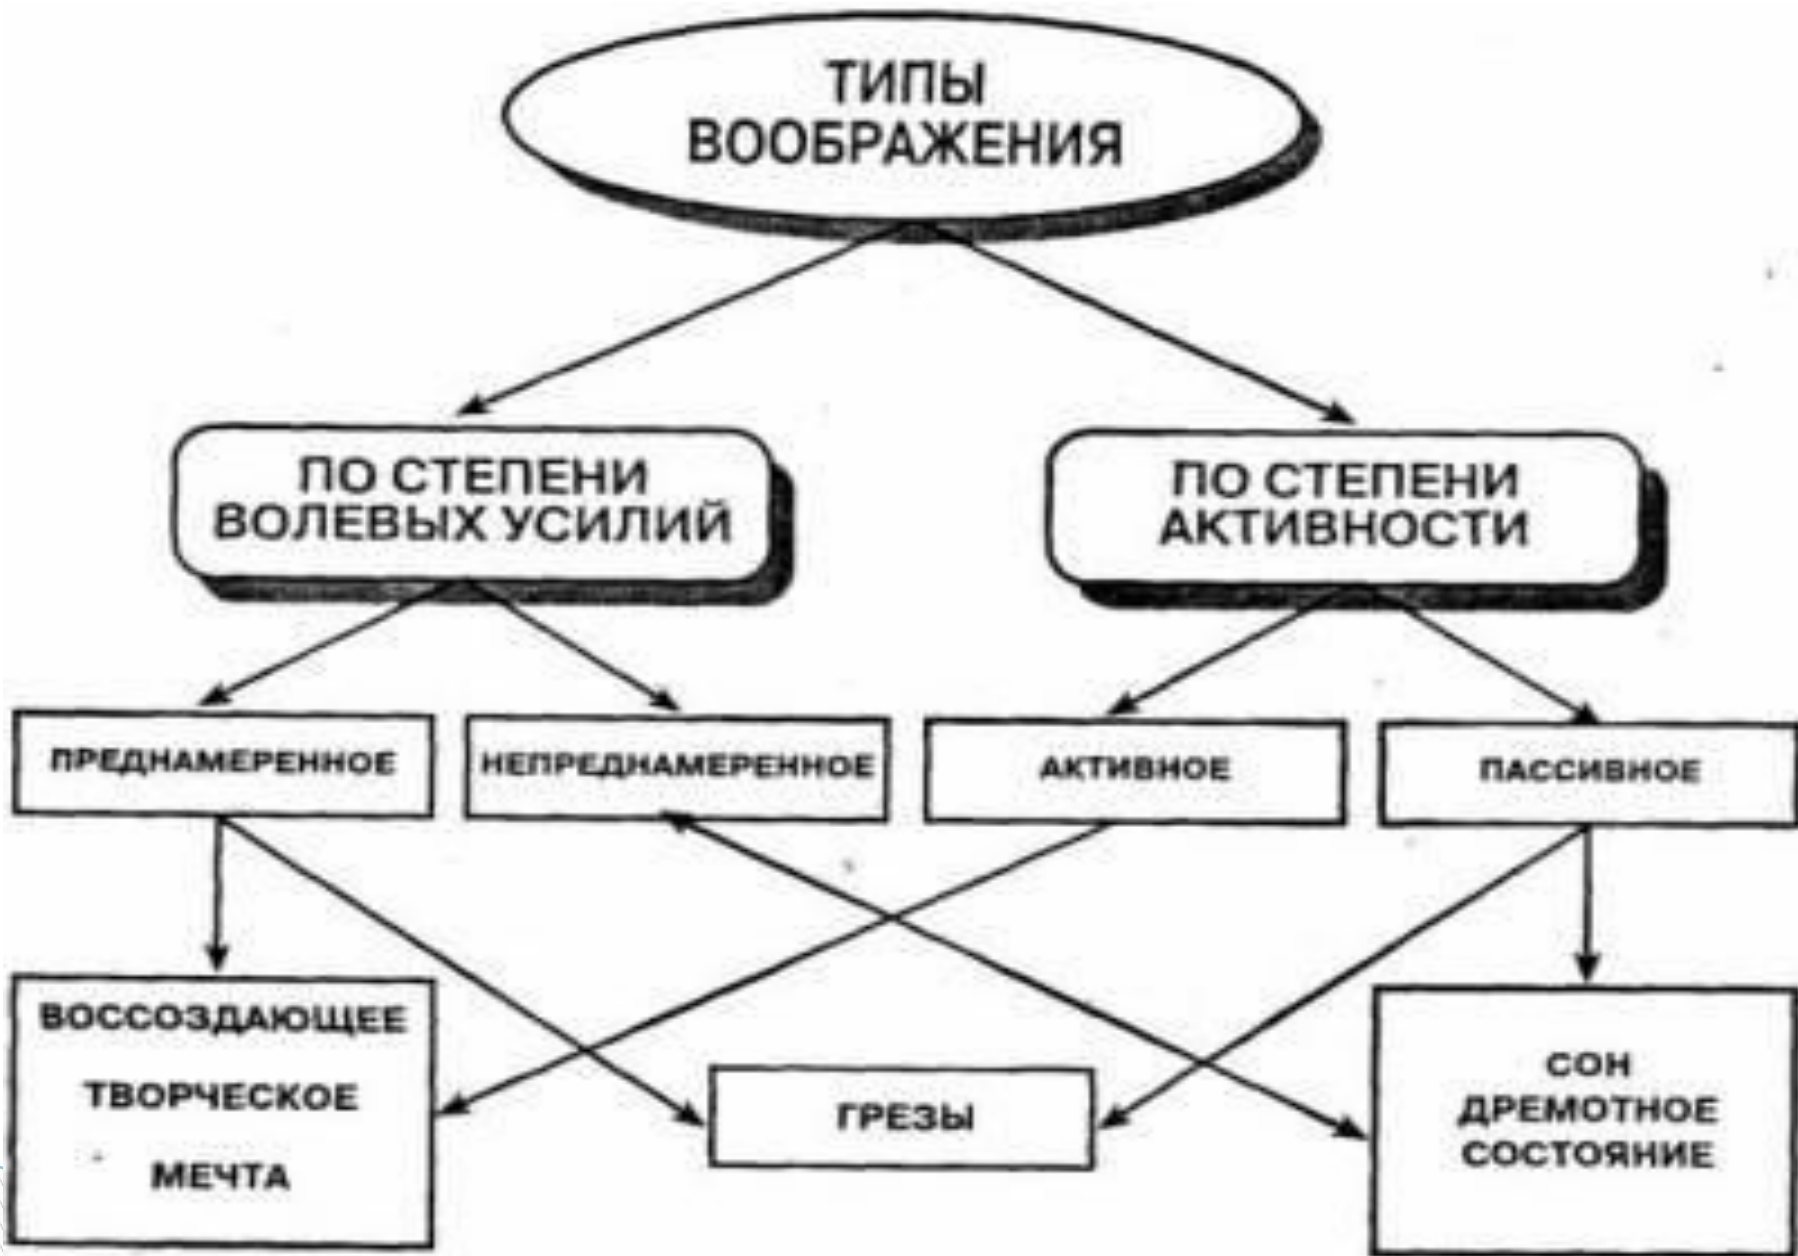 ТИПЫ
ВООБРАЖЕНИЯ
ПО СТЕПЕНИ
ВОЛЕВЫХ УСИЛИЙ
ПО СТЕПЕНИ
АКТИВНОСТИ
ПРЕДНАМЕРЕННОЕ
НЕПРЕДНАМЕРЕННОЕ
АКТИВНОЕ
ПАССИВНОЕ
ВОССОЗДАЮЩЕЕ
ТВОРЧЕСКОЕ
МЕЧТА
ГРЕЗЫ
СОН
ДРЕМОТНОЕ
СОСТОЯНИЕ